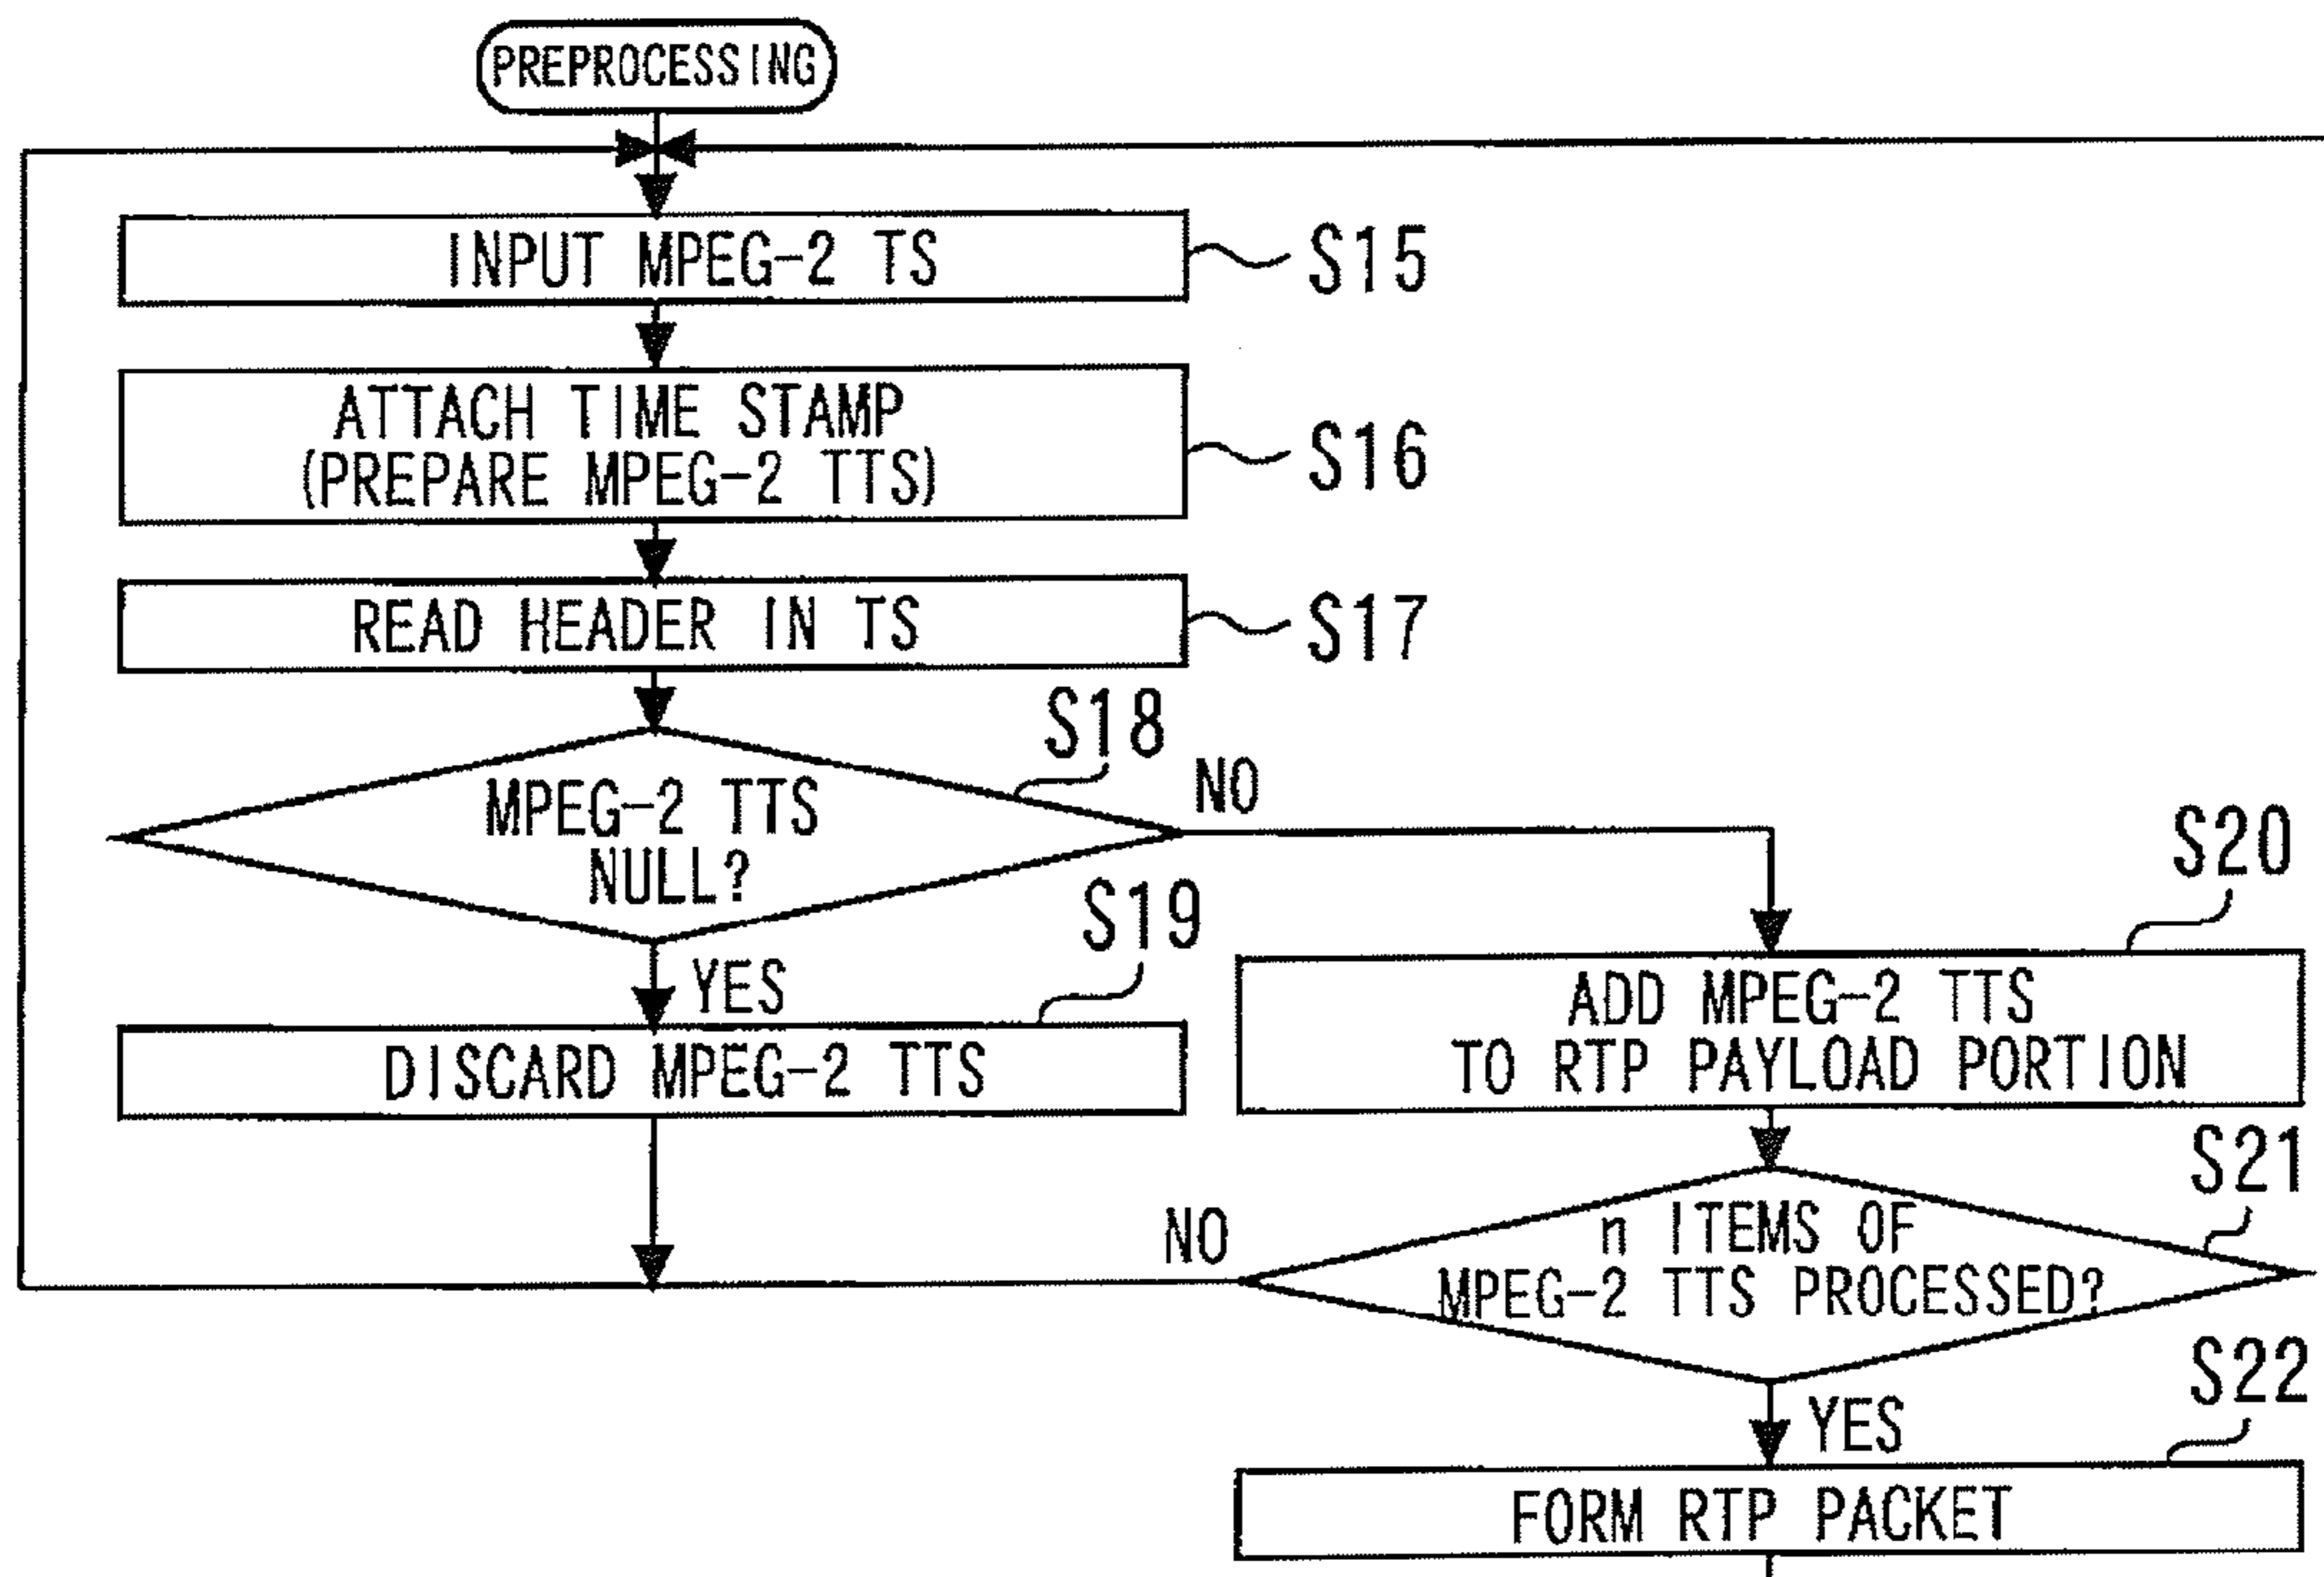 PREPROCESSING
INPUT MPEG-2 TS
S15
ATTACH TIME STAMP
(PREPARE MPEG-2 TTS)
S16
READ HEADER IN TS
S17
S18
MPEG-2 TTS
NULL?
NO
YES
S19
DISCARD MPEG-2 TTS
S20
ADD MPEG-2 TTS
TO RTP PAYLOAD PORTION
S21
n ITEMS OF
MPEG-2 TTS PROCESSED?
NO
YES
S22
FORM RTP PACKET